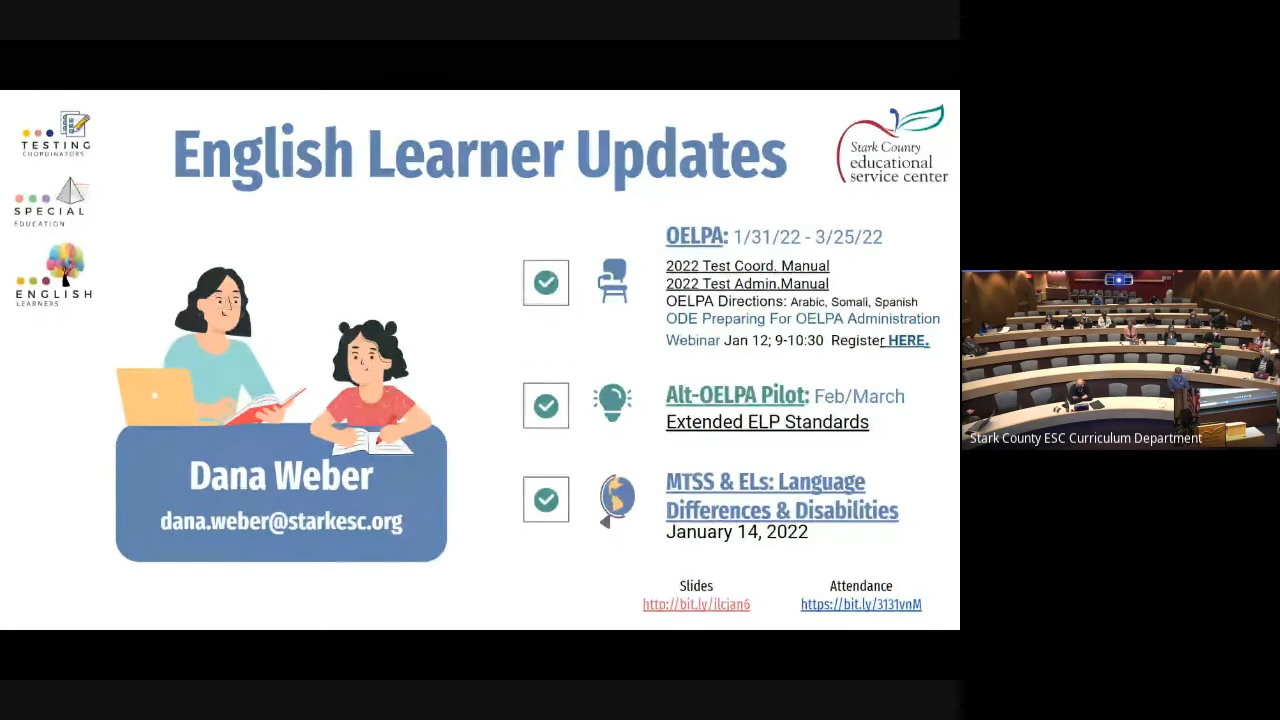 TESTING
COORDINATORS
SPECIAL
EDUCATION
ENGLISH
LEARNERS
English Learner Updates
Stark County
educational
service center
Dana Weber
dana.weber@starkesc.org
OELPA: 1/31/22 - 3/25/22
2022 Test Coord. Manual
2022 Test Admin.Manual
OELPA Directions: Arabic, Somali, Spanish
ODE Preparing For OELPA Administration
Webinar Jan 12; 9-10:30 Register HERE.
Alt-OELPA Pilot: Feb/March
Extended ELP Standards
MTSS & ELs: Language
Differences & Disabilities
January 14, 2022
Slides
http://bit.ly/ilcjan6
Attendance
https://bit.ly/3131vnM
Stark County ESC Curriculum Department